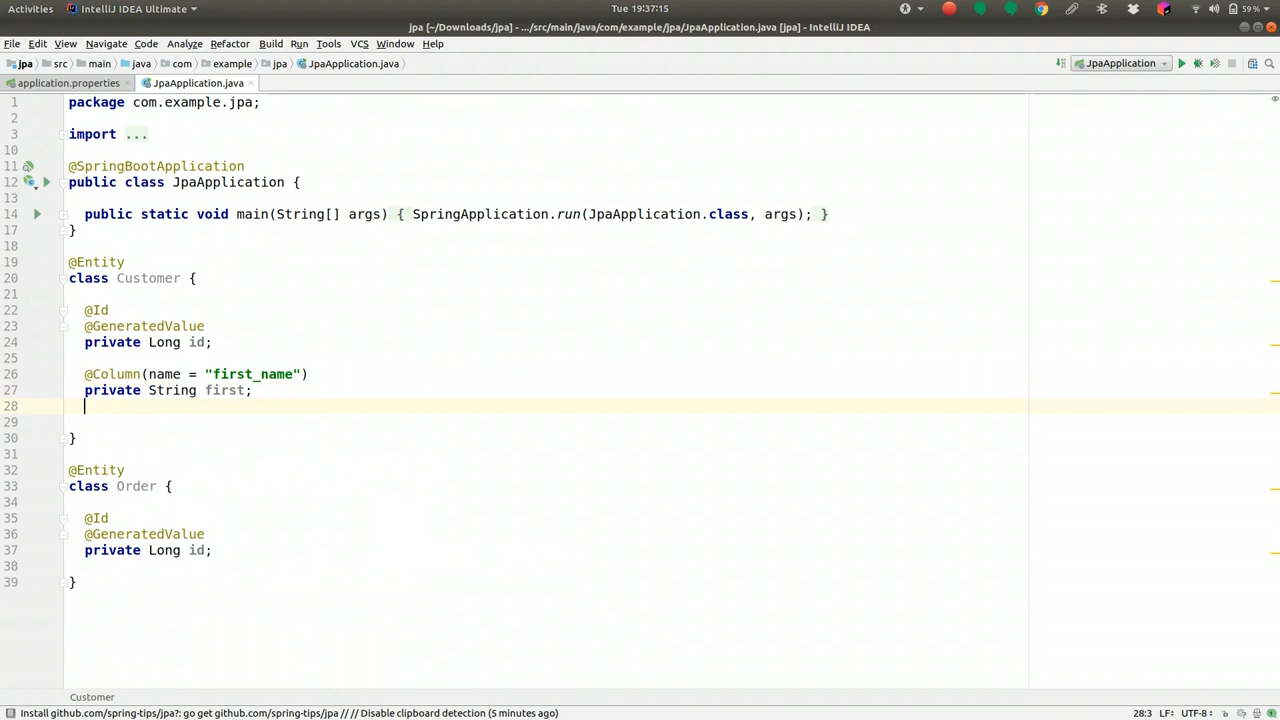 Activities
IntelliJ IDEA Ultimate
Tue 19:37:15
59 %
jpa [~/Downloads/jpa] - .../src/main/java/com/example/jpa/JpaApplication.java [jpa] - IntelliJ IDEA
File Edit View Navigate Code Analyze Refactor Build Run Tools VCS Window Help
jpa src main java com example jpa JpaApplication.java
JpaApplication
application.properties JpaApplication.java
1 package com.example.jpa;
2
3 import ...
10
11 @SpringBootApplication
12 public class JpaApplication {
13
14 public static void main(String[] args) { SpringApplication.run(JpaApplication.class, args); }
17 }
18
19 @Entity
20 class Customer {
21
22 @Id
23 @GeneratedValue
24 private Long id;
25
26 @Column(name = "first_name")
27 private String first;
28
29
30 }
31
32 @Entity
33 class Order {
34
35 @Id
36 @GeneratedValue
37 private Long id;
38
39 }
Customer
Install github.com/spring-tips/jpa?: go get github.com/spring-tips/jpa // // Disable clipboard detection (5 minutes ago)
28:3 LF UTF-8